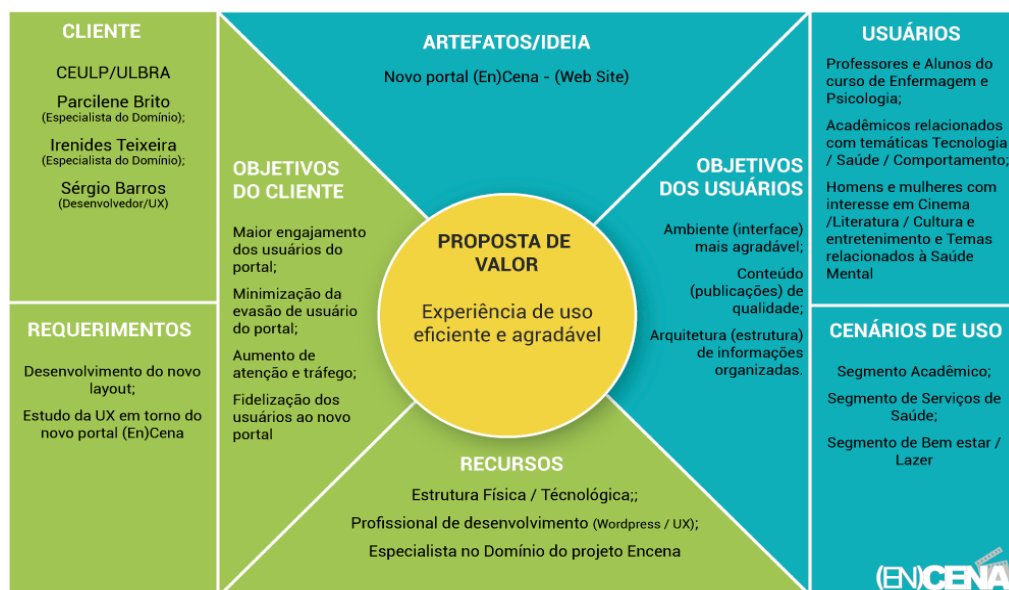 CLIENTE
CEULP/ULBRA
Parcilene Brito
(Especialista do Domínio);
Irenides Teixeira
(Especialista do Domínio);
Sérgio Barros
(Desenvolvedor/UX)
REQUERIMENTOS
Desenvolvimento do novo
layout;
Estudo da UX em torno do
novo portal (En)Cena
OBJETIVOS
DO CLIENTE
Maior engajamento
dos usuários do
portal;
Minimização da
evasão de usuário
do portal;
Aumento de
atenção e tráfego;
Fidelização dos
usuários ao novo
portal
ARTEFATOS/IDEIA
Novo portal (En)Cena - (Web Site)
PROPOSTA DE
VALOR
Experiência de uso
eficiente e agradável
RECURSOS
Estrutura Física / Técnológica;;
Profissional de desenvolvimento (Wordpress / UX);
Especialista no Domínio do projeto Encena
OBJETIVOS
DOS USUÁRIOS
Ambiente (interface)
mais agradável;
Conteúdo
(publicações) de
qualidade;
Arquitetura (estrutura)
de informações
organizadas.
USUÁRIOS
Professores e Alunos do
curso de Enfermagem e
Psicologia;
Acadêmicos relacionados
com temáticas Tecnologia
/ Saúde / Comportamento;
Homens e mulheres com
interesse em Cinema
/Literatura / Cultura e
entretenimento e Temas
relacionados à Saúde
Mental
CENÁRIOS DE USO
Segmento Acadêmico;
Segmento de Serviços de
Saúde;
Segmento de Bem estar /
Lazer
(EN)CENA